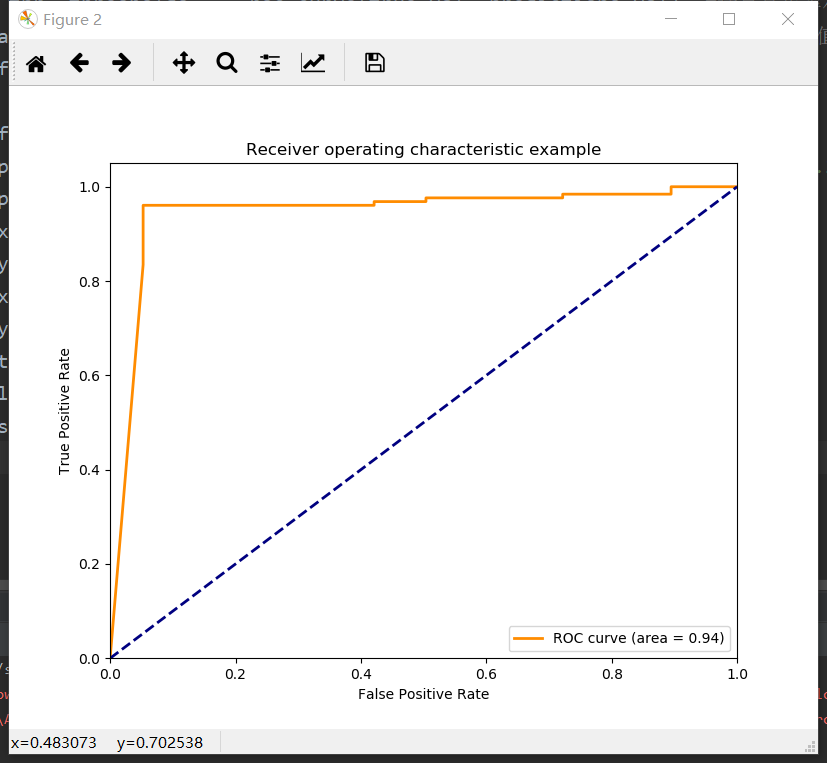 Figure 2
Receiver operating characteristic example
True Positive Rate
1.0
0.8
0.6
0.4
0.2
0.0
0.0 0.2 0.4 0.6 0.8 1.0
False Positive Rate
ROC curve (area = 0.94)
x=0.483073 y=0.702538